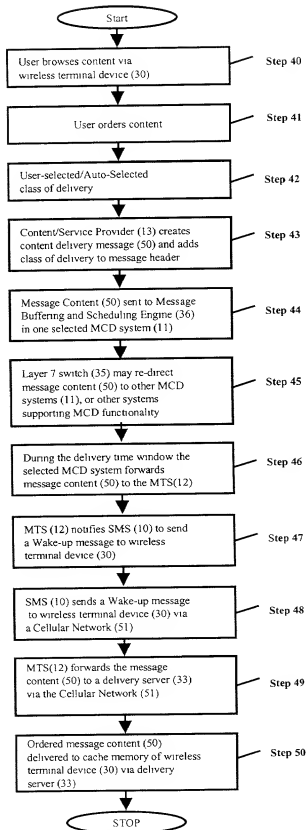 Start
User browses content via
wireless terminal device (30)
Step 40
User orders content
Step 41
User-selected/Auto-Selected
class of delivery
Step 42
Content/Service Provider (13) creates
content delivery message (50) and adds
class of delivery to message header
Step 43
Message Content (50) sent to Message
Buffering and Scheduling Engine (36)
in one selected MCD system (11)
Step 44
Layer 7 switch (35) may re-direct
message content (50) to other MCD
systems (11), or other systems
supporting MCD functionality
Step 45
During the delivery time window the
selected MCD system forwards
message content (50) to the MTS(12)
Step 46
MTS (12) notifies SMS (10) to send
a Wake-up message to wireless
terminal device (30)
Step 47
SMS (10) sends a Wake-up message
to wireless terminal device (30) via
a Cellular Network (51)
Step 48
MTS(12) forwards the message
content (50) to a delivery server (33)
via the Cellular Network (51)
Step 49
Ordered message content (50)
delivered to cache memory of wireless
terminal device (30) via delivery
server (33)
Step 50
STOP